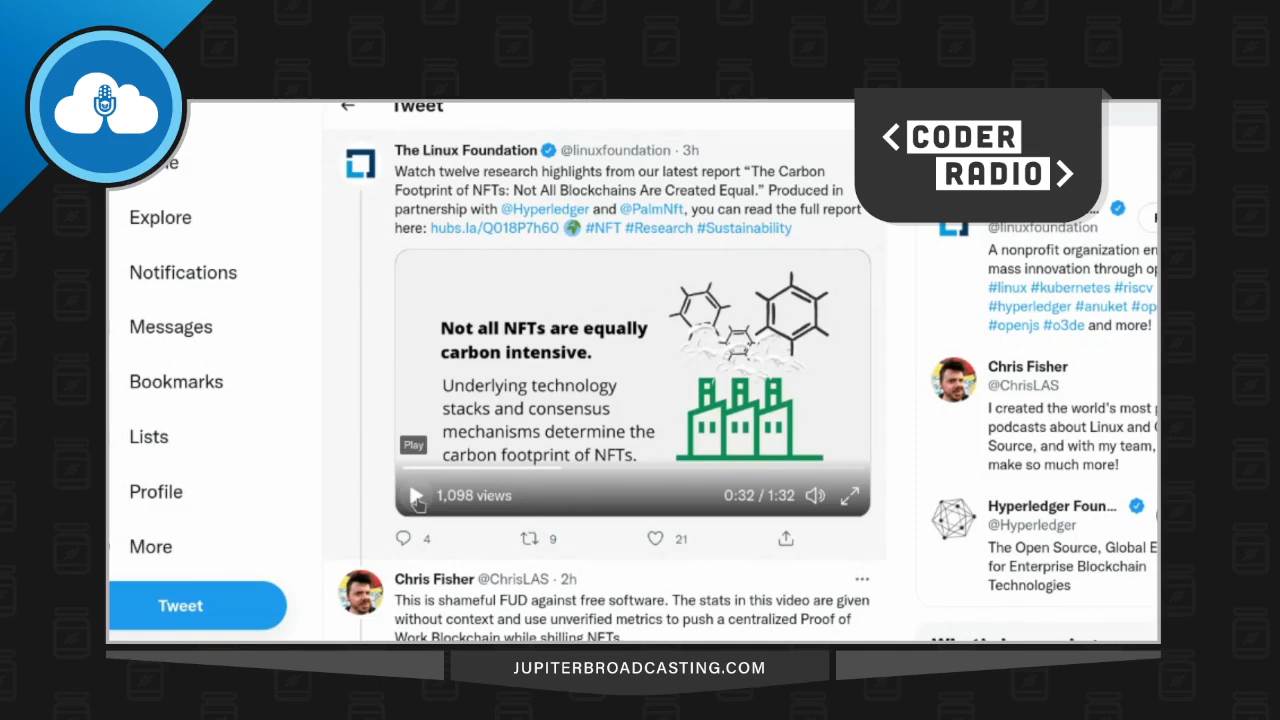 CODER
RADIO
Tweet
Explore
Notifications
Messages
Bookmarks
Lists
Profile
More
Tweet
The Linux Foundation @linuxfoundation · 3h
Watch twelve research highlights from our latest report “The Carbon
Footprint of NFTs: Not All Blockchains Are Created Equal.” Produced in
partnership with @Hyperledger and @PalmNft, you can read the full report
here: hubs.la/Q018P7h60 #NFT #Research #Sustainability
Not all NFTs are equally
carbon intensive.
Underlying technology
stacks and consensus
mechanisms determine the
carbon footprint of NFTs.
Play
1,098 views
0:32 / 1:32
4
9
21
Chris Fisher @ChrisLAS · 2h
This is shameful FUD against free software. The stats in this video are given
without context and use unverified metrics to push a centralized Proof of
Work Blockchain while shilling NFTs.
@linuxfoundation
A nonprofit organization en
mass innovation through op
#linux #kubernetes #riscv
#hyperledger #anuket #op
#openjs #o3de and more!
Chris Fisher
@ChrisLAS
I created the world's most p
podcasts about Linux and
Source, and with my team,
make so much more!
Hyperledger Foun...
@Hyperledger
The Open Source, Global E
for Enterprise Blockchain
Technologies
JUPITERBROADCASTING.COM